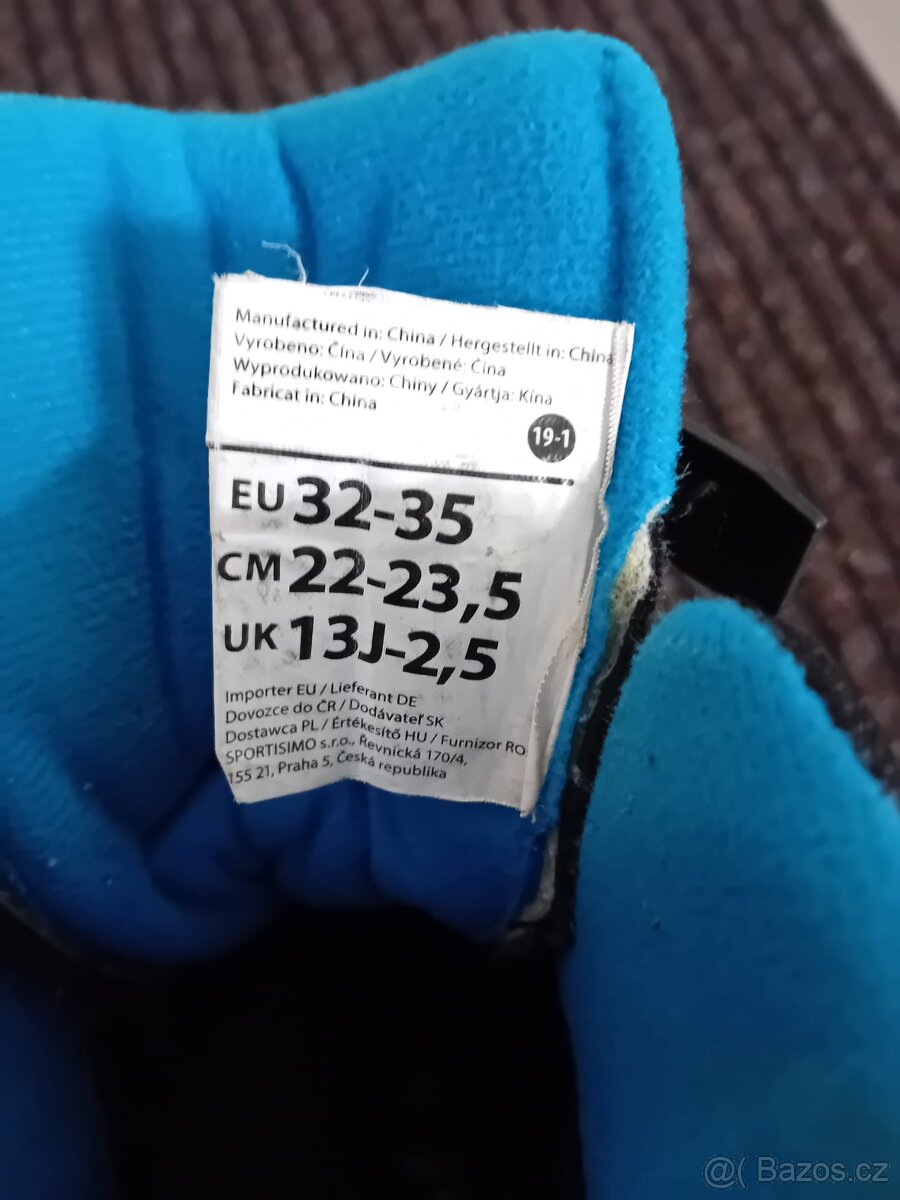 Manufactured in: China / Hergestellt in: China
Vyrobeno: Čína / Vyrobené: Čína
Wyprodukowano: Chiny / Gyártja: Kína
Fabricat in: China
19-1
EU 32-35
CM 22-23,5
UK 13J-2,5
Importer EU / Lieferant DE
Dovozce do ČR / Dodávateľ SK
Dostawca PL / Értékesítő HU / Furnizor RO
SPORTISIMO s.r.o., Řevnická 170/4,
155 21, Praha 5, Česká republika
@( Bazos.cz